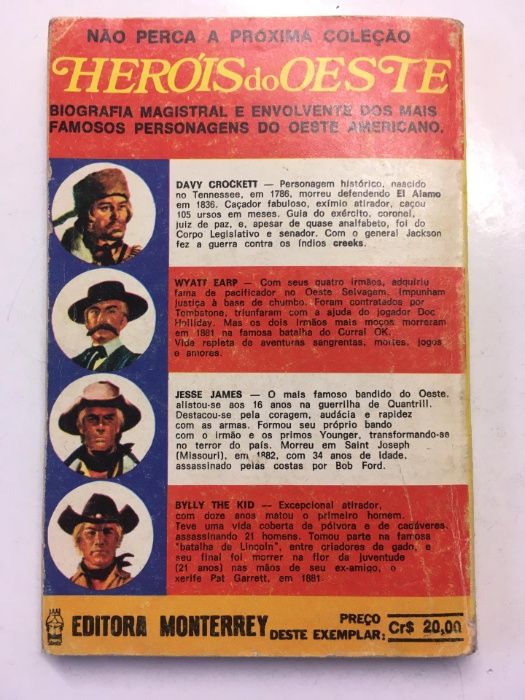 NÃO PERCA A PRÓXIMA COLEÇÃO
HERÓIS do OESTE
BIOGRAFIA MAGISTRAL E ENVOLVENTE DOS MAIS
FAMOSOS PERSONAGENS DO OESTE AMERICANO.
DAVY CROCKETT — Personagem histórico, nascido
no Tennessee, em 1786, morreu defendendo El Alamo
em 1836. Caçador fabuloso, exímio atirador, caçou
105 ursos em meses. Guia do exército, coronel,
juiz de paz, e, apesar de quase analfabeto, foi do
Corpo Legislativo e senador. Com o general Jackson
fez a guerra contra os índios creeks.
WYATT EARP — Com seus quatro irmãos, adquiriu
fama de pacificador no Oeste Selvagem. Impunham
justiça à base de chumbo. Foram contratados por
Tombstone, triunfaram com a ajuda do jogador Doc
Holliday. Mas os dois irmãos mais moços morreram
em 1881 na famosa batalha do Curral OK.
Vida repleta de aventuras sangrentas, mortes, jogos
e amores.
JESSE JAMES — O mais famoso bandido do Oeste.
alistou-se aos 16 anos na guerrilha de Quantrill.
Destacou-se pela coragem, audácia e rapidez
com as armas. Formou seu próprio bando
com o irmão e os primos Younger, transformando-se
no terror do país. Morreu em Saint Joseph
(Missouri), em 1882, com 34 anos de idade.
assassinado pelas costas por Bob Ford.
BYLLY THE KID — Excepcional atirador,
com doze anos matou o primeiro homem.
Teve uma vida coberta de pólvora e de cadáveres
assassinando 21 homens. Tomou parte na famosa
"batalha de Lincoln", entre criadores de gado, e
seu final foi morrer na flor da juventude
(21 anos) nas mãos de seu ex-amigo, o
xerife Pat Garrett, em 1881.
EDITORA MONTERREY
PREÇO
DESTE EXEMPLAR:
Cr$ 20,00